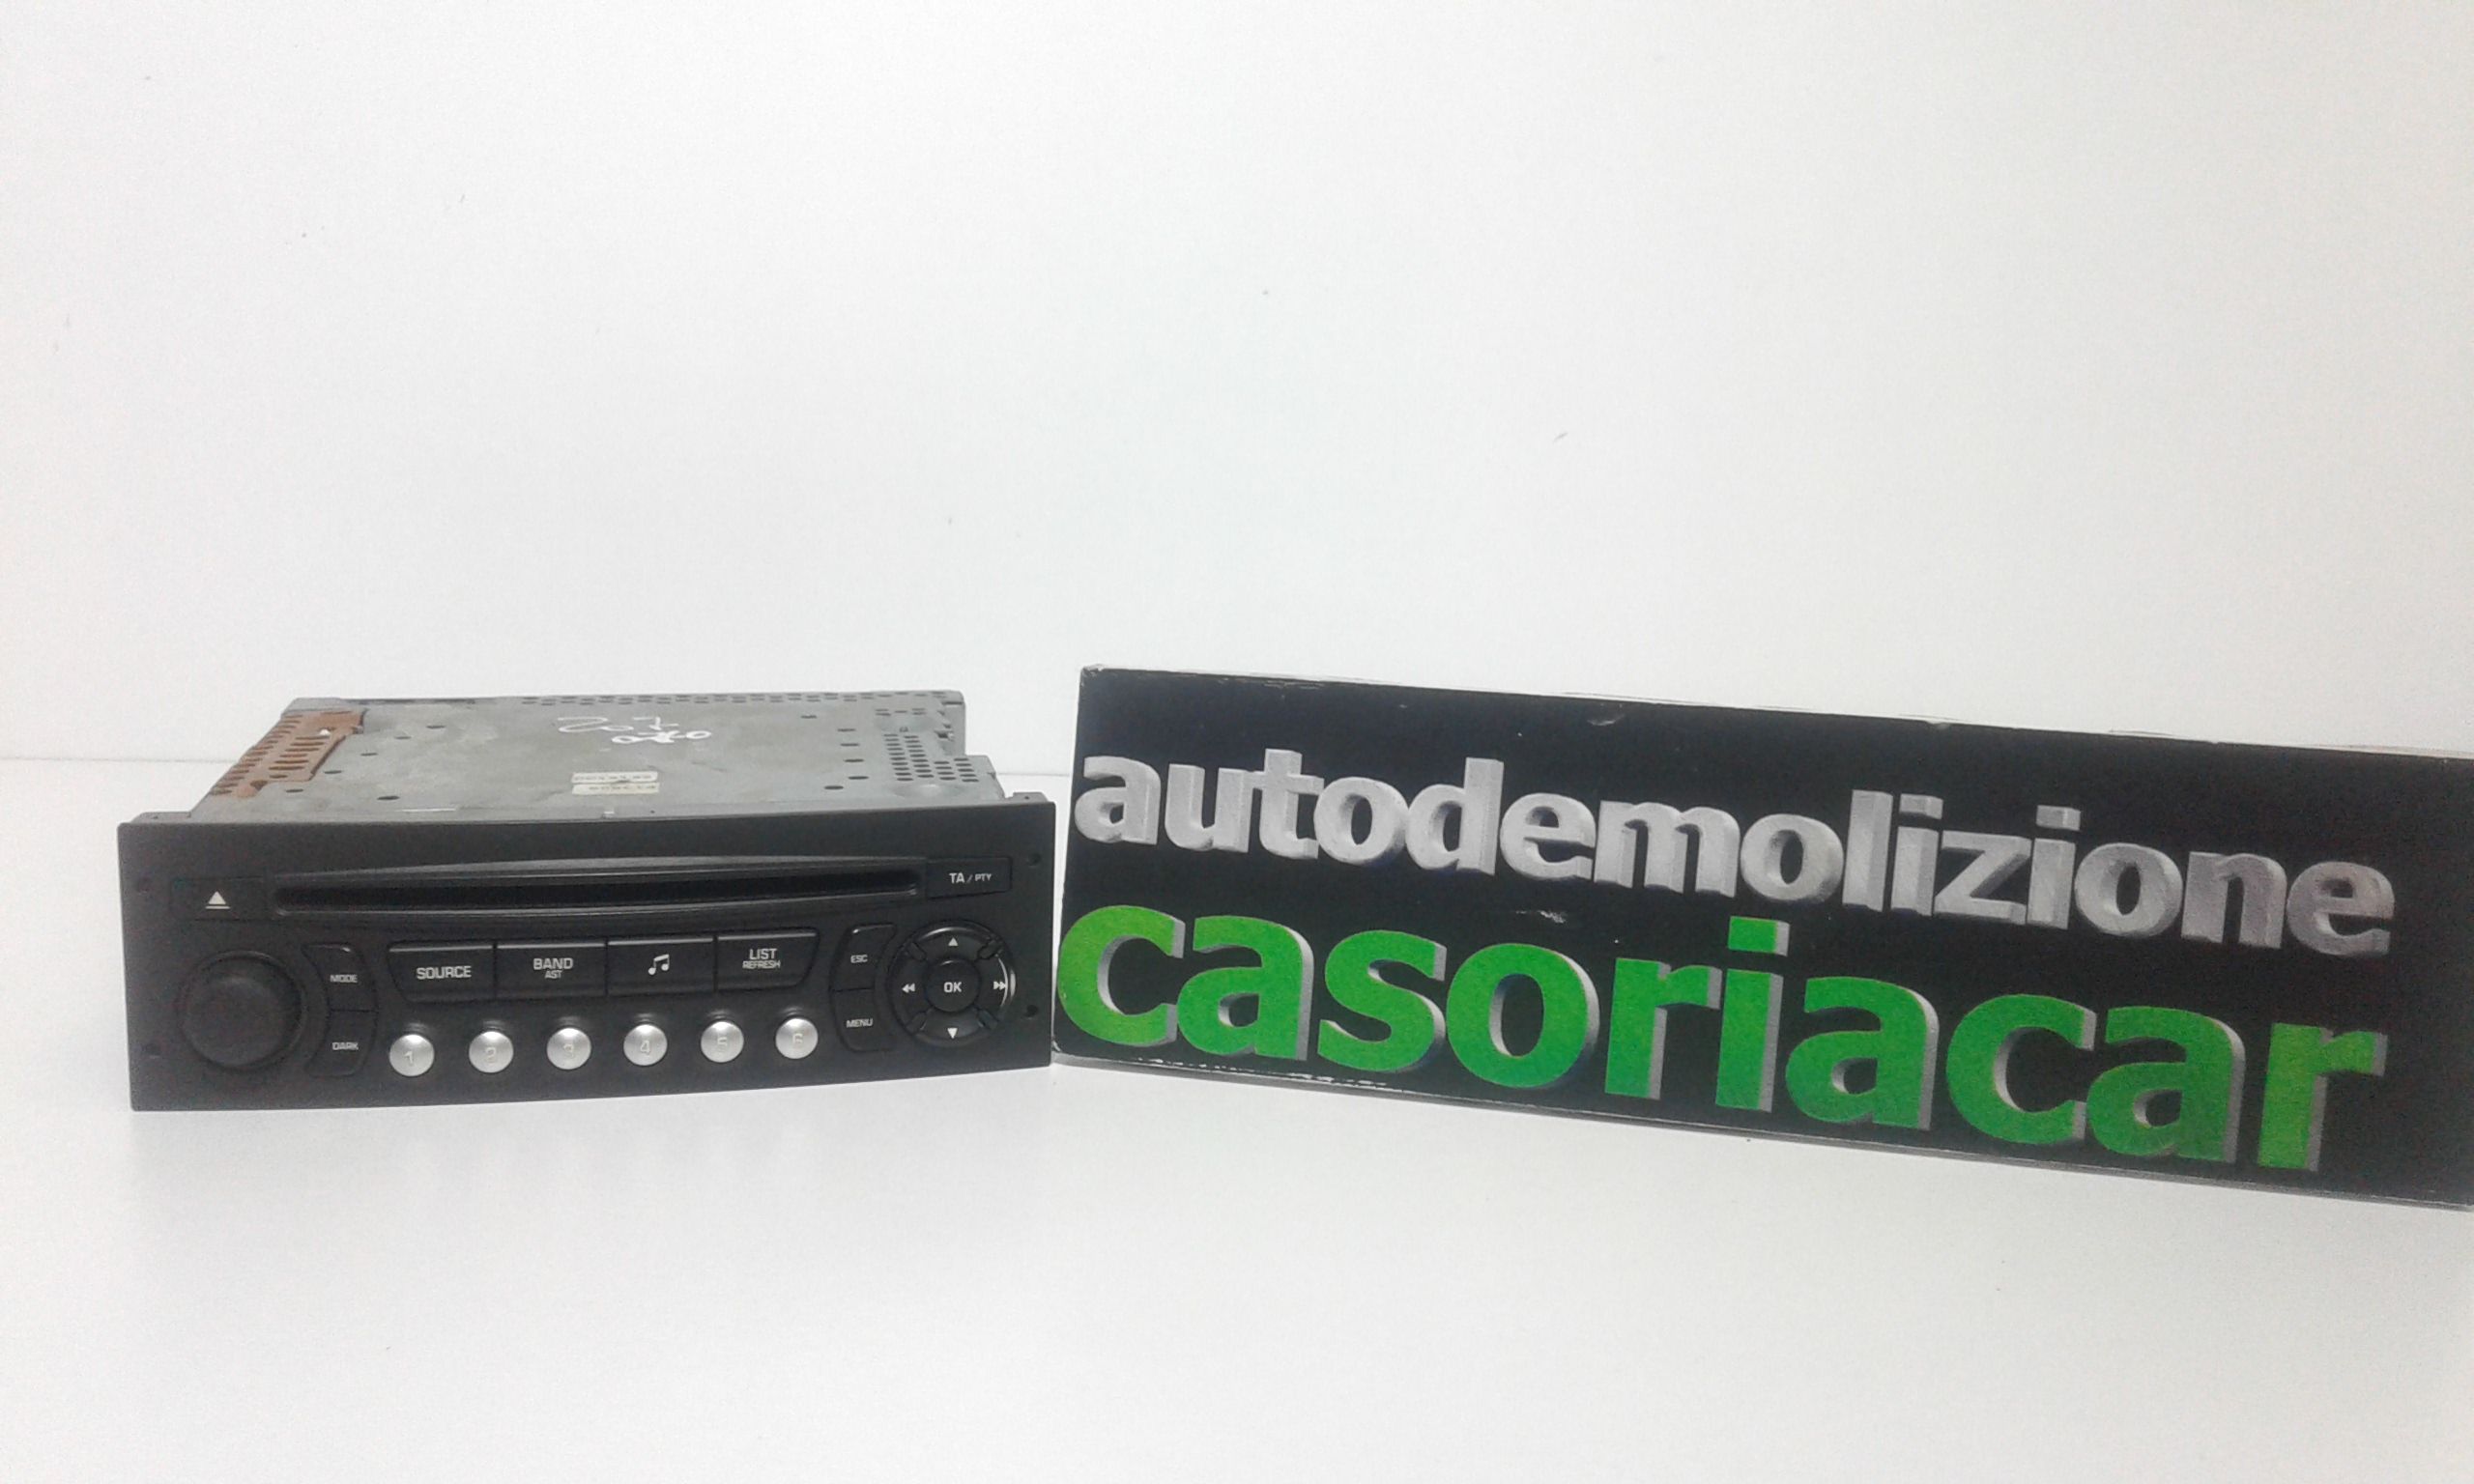 TA / PTY
MODE
SOURCE
BAND
AST
LIST
REFRESH
ESC
OK
DARK
1 2 3 4 5 6
MENU
autodemolizione
casoriacar